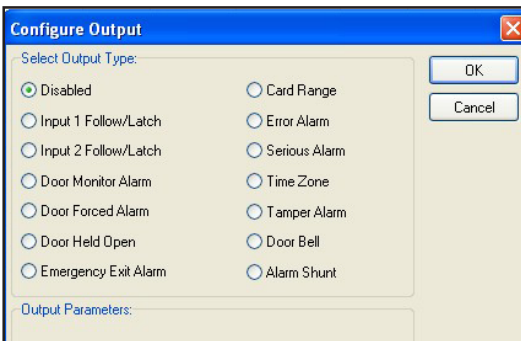 Configure Output
Select Output Type:
Disabled
Input 1 Follow/Latch
Input 2 Follow/Latch
Door Monitor Alarm
Door Forced Alarm
Door Held Open
Emergency Exit Alarm
Card Range
Error Alarm
Serious Alarm
Time Zone
Tamper Alarm
Door Bell
Alarm Shunt
OK
Cancel
Output Parameters: